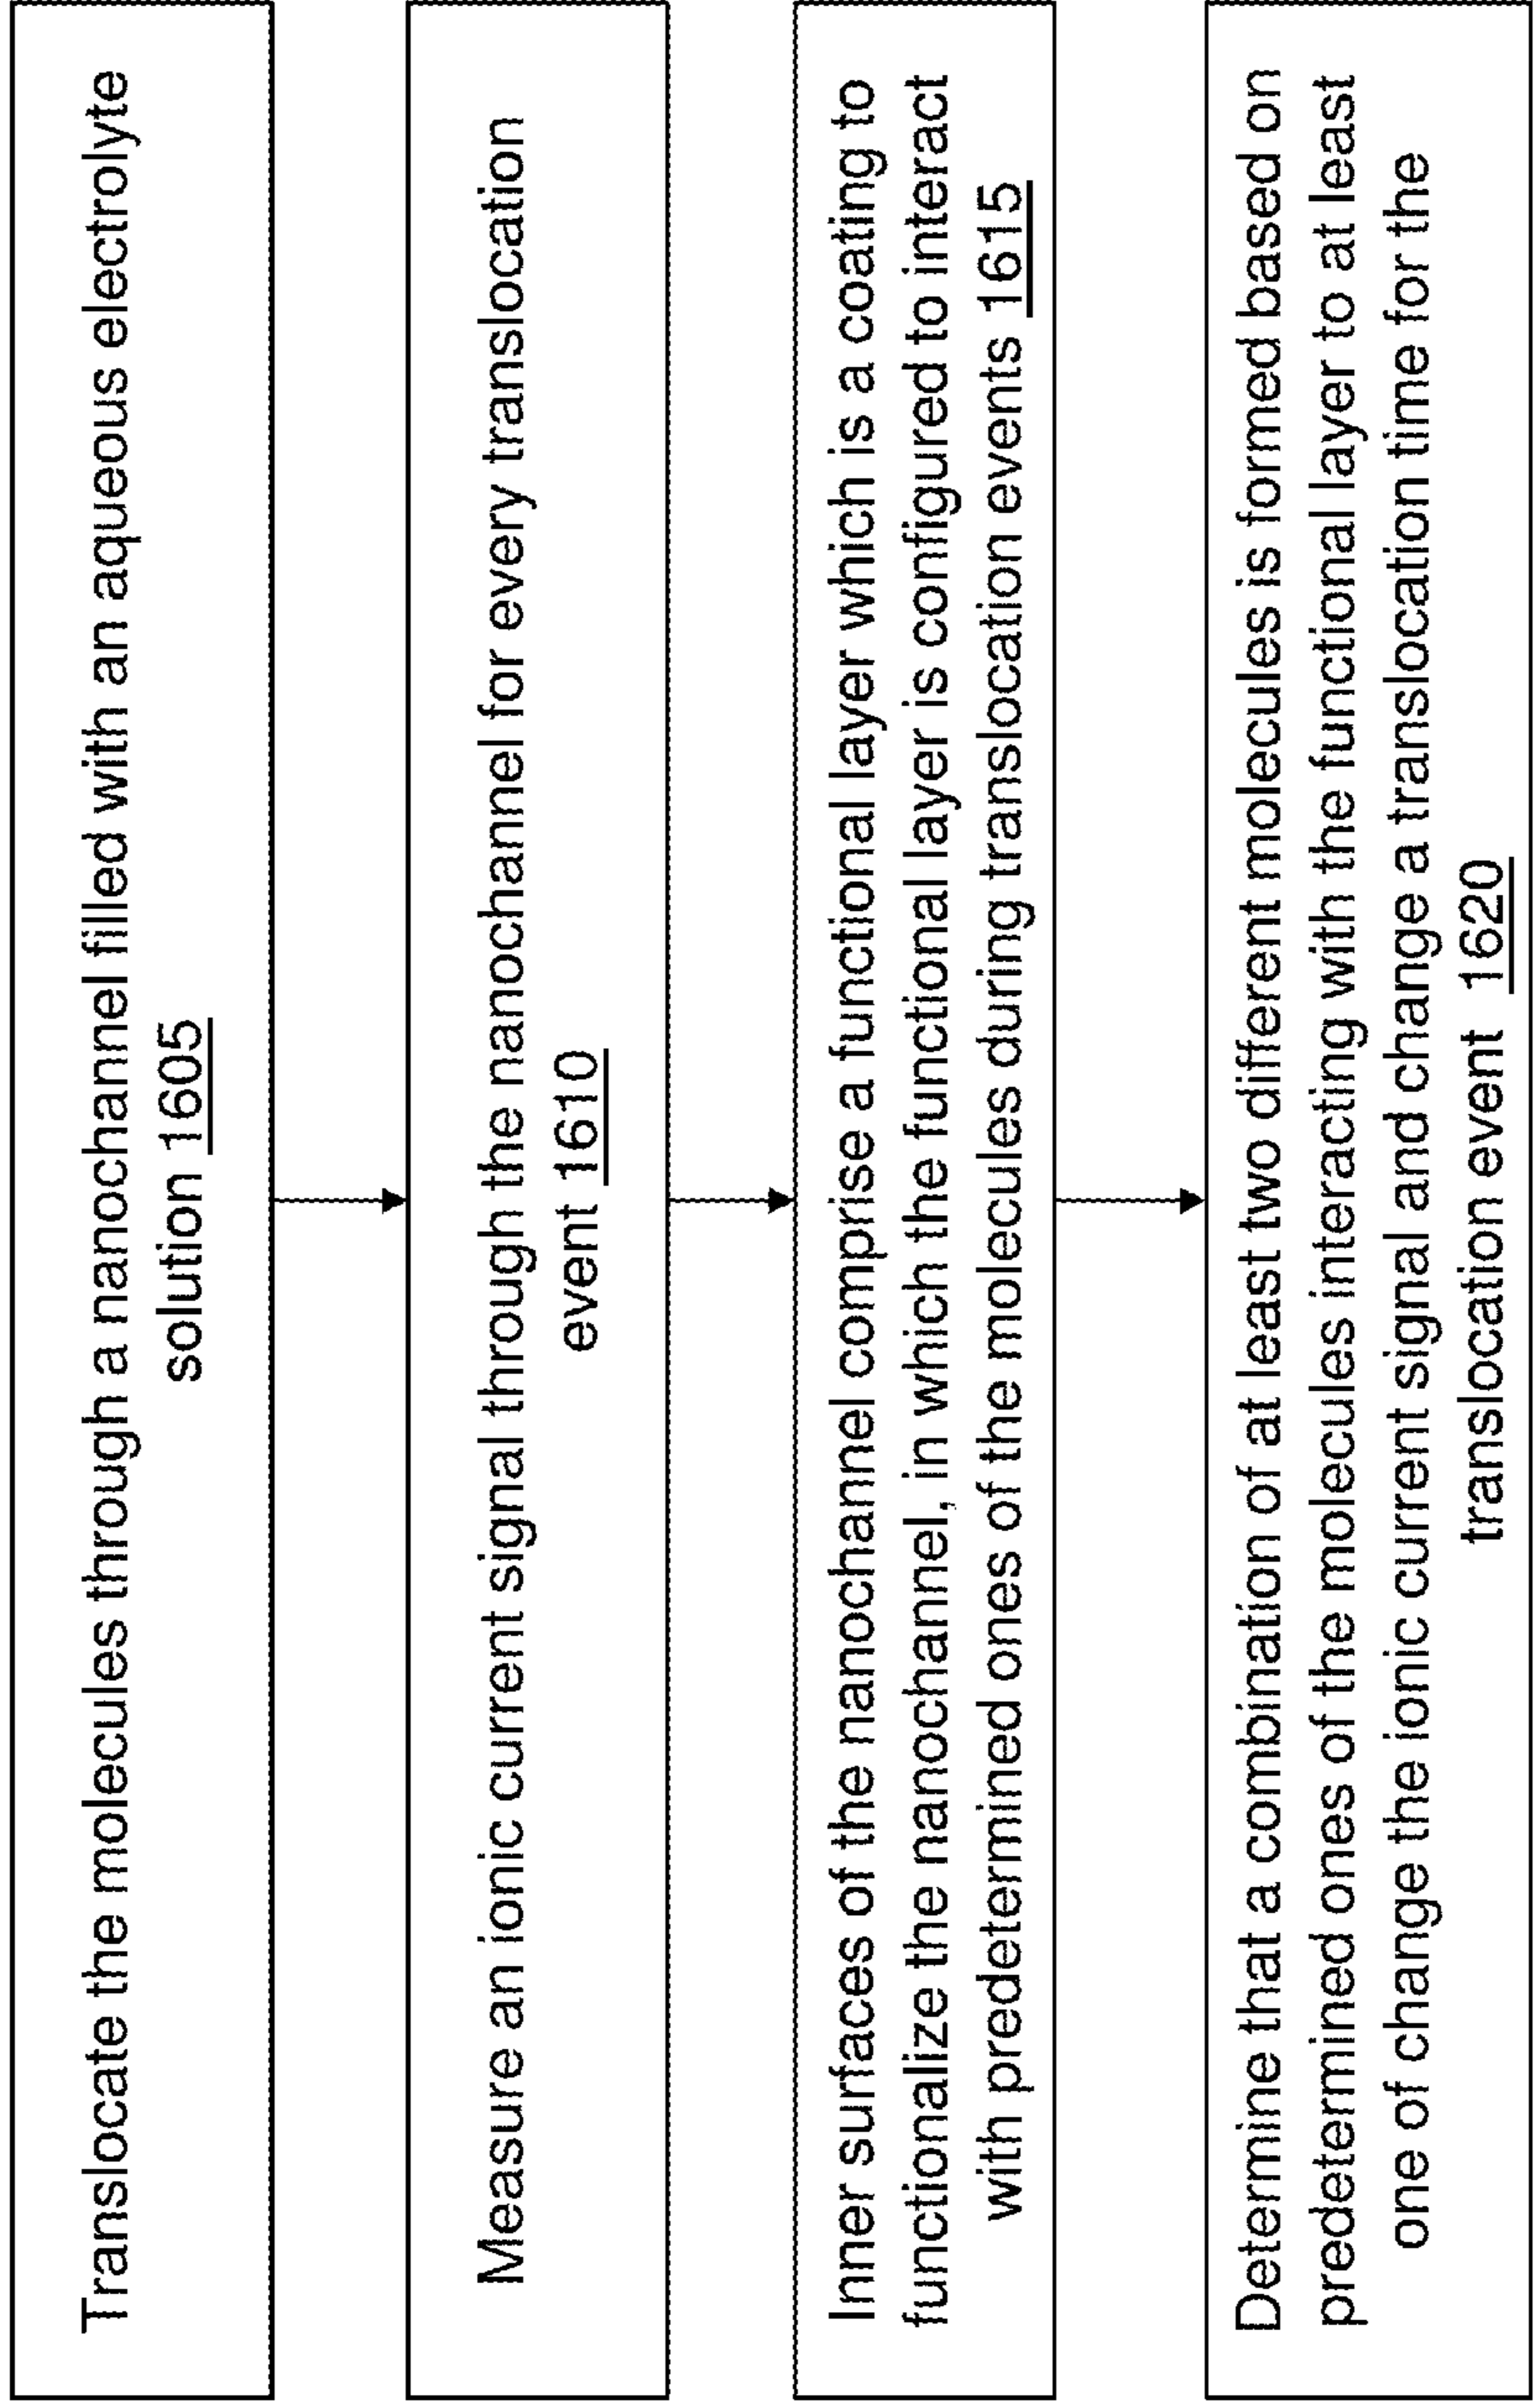 Translocate the molecules through a nanochannel filled with an aqueous electrolyte
solution 1605
Measure an ionic current signal through the nanochannel for every translocation
event 1610
Inner surfaces of the nanochannel comprise a functional layer which is a coating to
functionalize the nanochannel, in which the functional layer is configured to interact
with predetermined ones of the molecules during translocation events 1615
Determine that a combination of at least two different molecules is formed based on
predetermined ones of the molecules interacting with the functional layer to at least
one of change the ionic current signal and change a translocation time for the
translocation event 1620